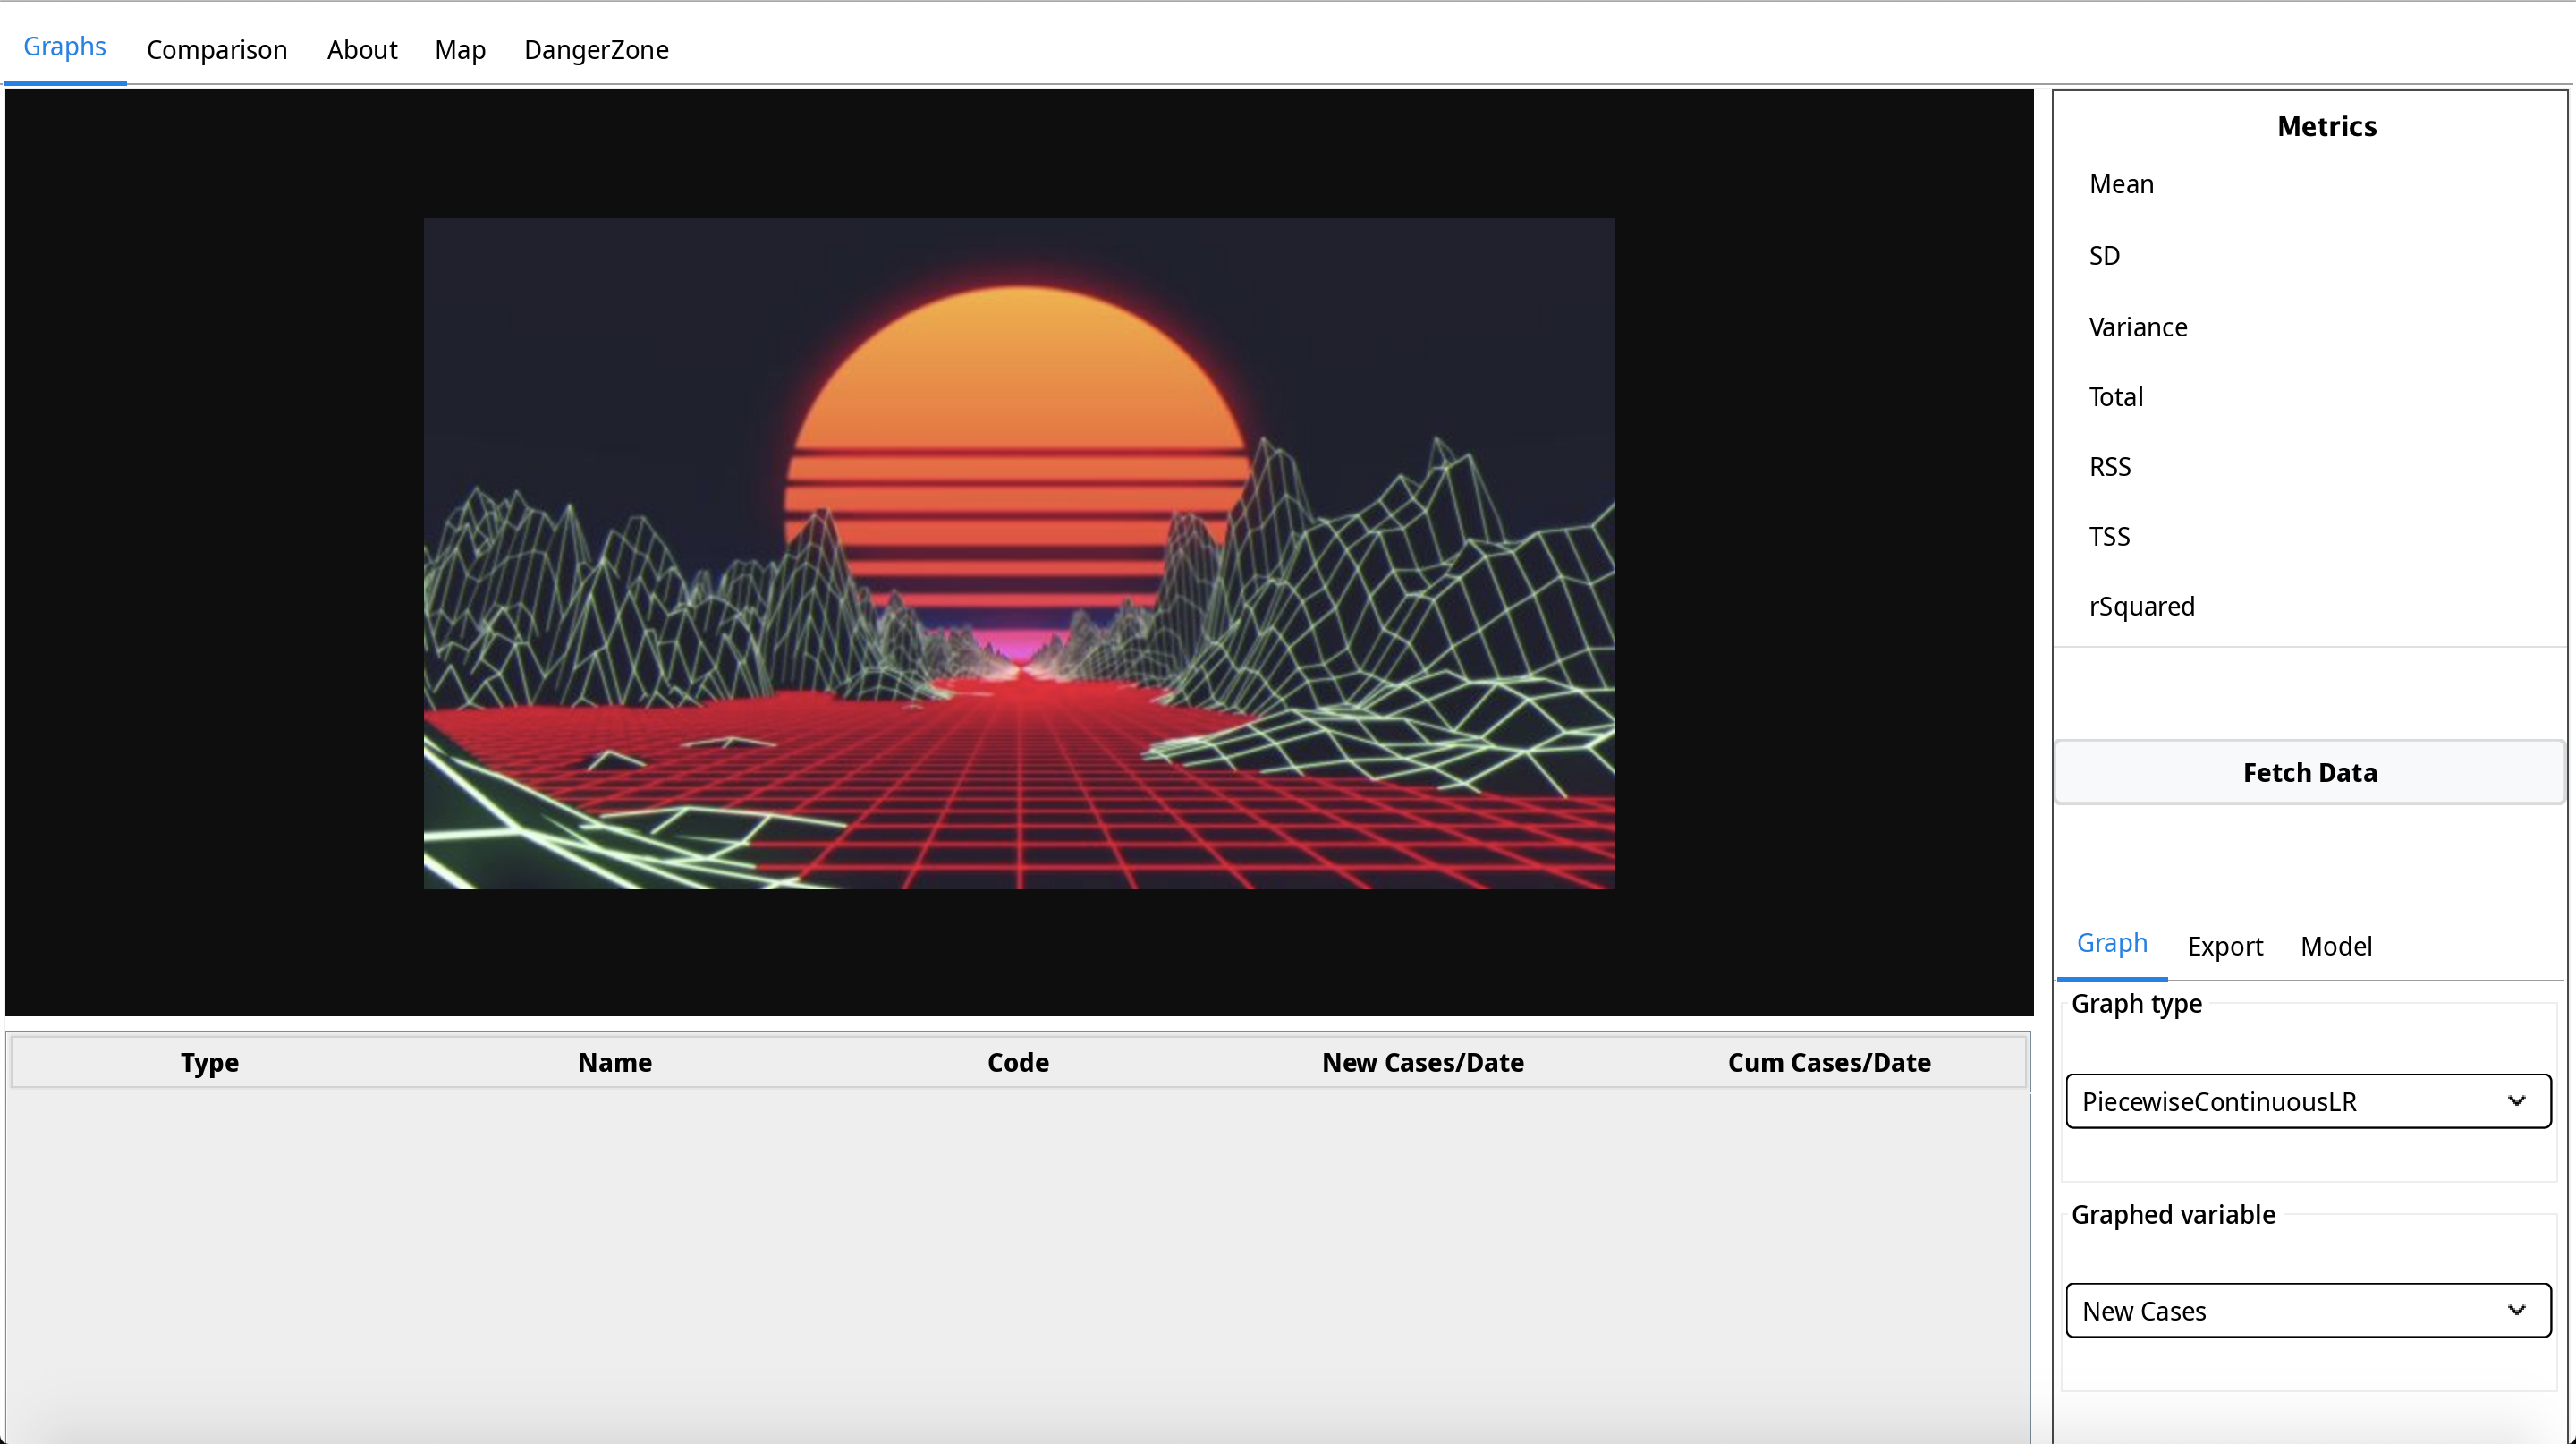 Graphs Comparison About Map DangerZone
Metrics
Mean
SD
Variance
Total
RSS
TSS
rSquared
Fetch Data
Graph Export Model
Graph type
PiecewiseContinuousLR
Graphed variable
New Cases
Type Name Code New Cases/Date Cum Cases/Date